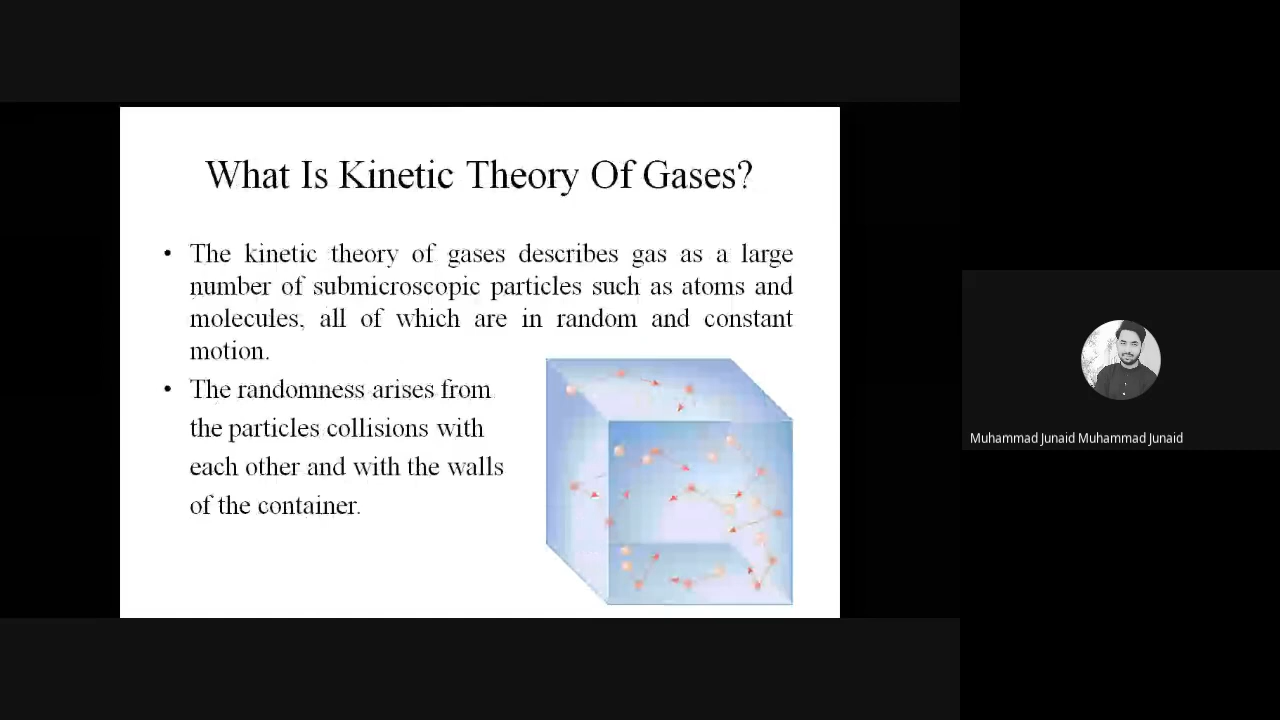 What Is Kinetic Theory Of Gases?
• The kinetic theory of gases describes gas as a large
number of submicroscopic particles such as atoms and
molecules, all of which are in random and constant
motion.
• The randomness arises from
the particles collisions with
each other and with the walls
of the container.
Muhammad Junaid Muhammad Junaid